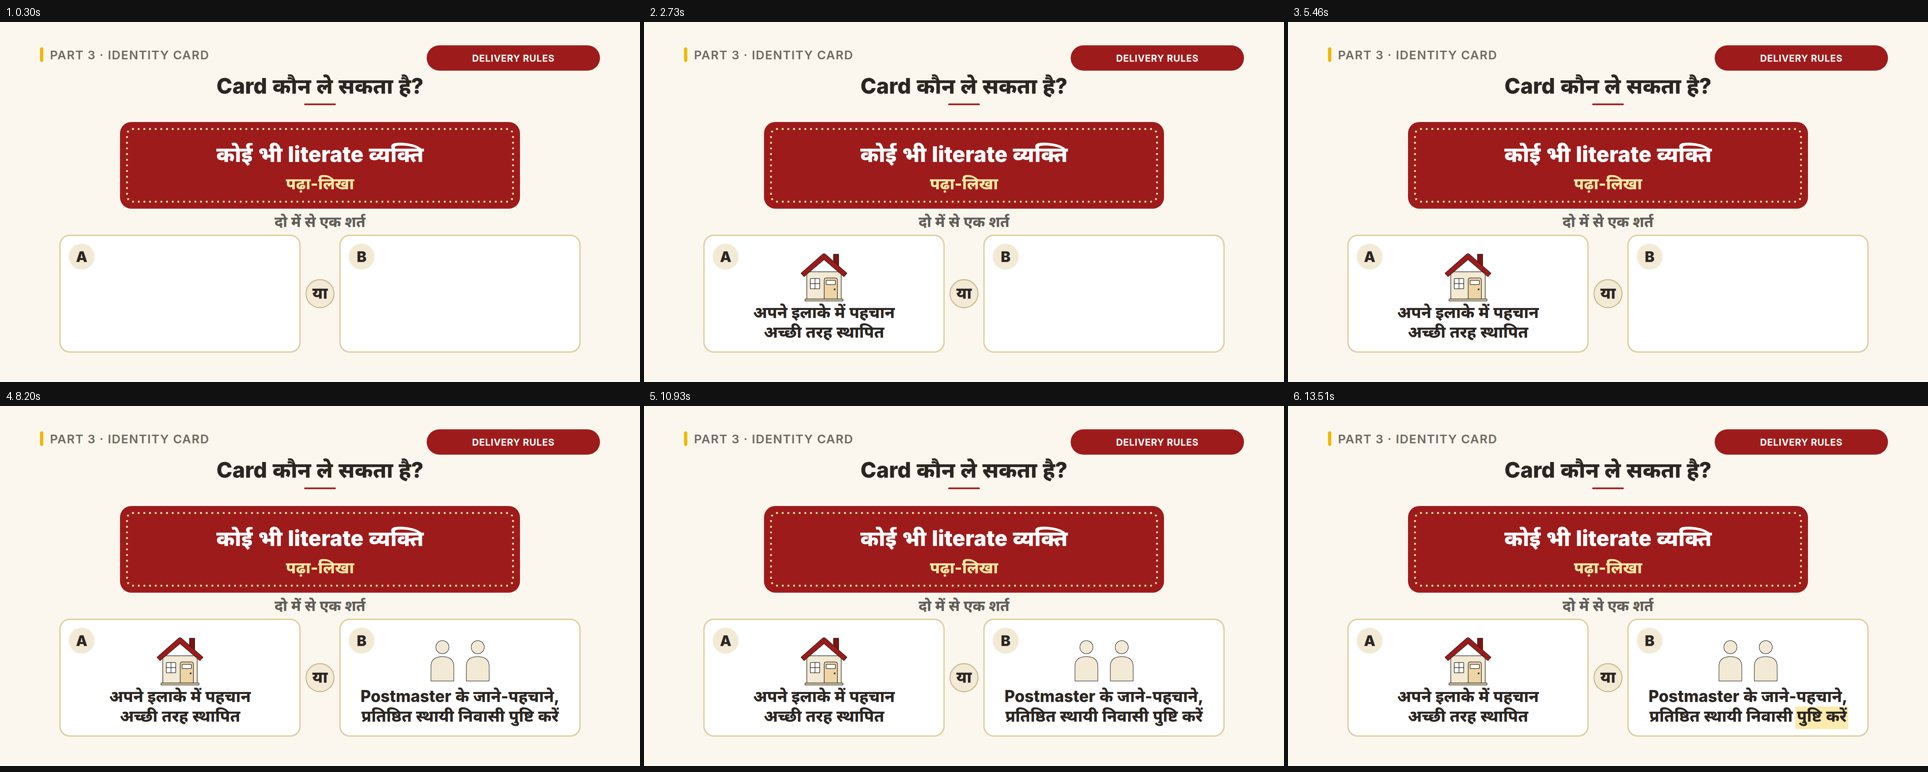 1. 0.30s
PART 3 · IDENTITY CARD
DELIVERY RULES
Card कौन ले सकता है?
कोई भी literate व्यक्ति
पढ़ा-लिखा
दो में से एक शर्त
A
या
B
2. 2.73s
PART 3 · IDENTITY CARD
DELIVERY RULES
Card कौन ले सकता है?
कोई भी literate व्यक्ति
पढ़ा-लिखा
दो में से एक शर्त
A
अपने इलाके में पहचान
अच्छी तरह स्थापित
या
B
3. 5.46s
PART 3 · IDENTITY CARD
DELIVERY RULES
Card कौन ले सकता है?
कोई भी literate व्यक्ति
पढ़ा-लिखा
दो में से एक शर्त
A
अपने इलाके में पहचान
अच्छी तरह स्थापित
या
B
4. 8.20s
PART 3 · IDENTITY CARD
DELIVERY RULES
Card कौन ले सकता है?
कोई भी literate व्यक्ति
पढ़ा-लिखा
दो में से एक शर्त
A
अपने इलाके में पहचान
अच्छी तरह स्थापित
या
B
Postmaster के जाने-पहचाने,
प्रतिष्ठित स्थायी निवासी पुष्टि करें
5. 10.93s
PART 3 · IDENTITY CARD
DELIVERY RULES
Card कौन ले सकता है?
कोई भी literate व्यक्ति
पढ़ा-लिखा
दो में से एक शर्त
A
अपने इलाके में पहचान
अच्छी तरह स्थापित
या
B
Postmaster के जाने-पहचाने,
प्रतिष्ठित स्थायी निवासी पुष्टि करें
6. 13.51s
PART 3 · IDENTITY CARD
DELIVERY RULES
Card कौन ले सकता है?
कोई भी literate व्यक्ति
पढ़ा-लिखा
दो में से एक शर्त
A
अपने इलाके में पहचान
अच्छी तरह स्थापित
या
B
Postmaster के जाने-पहचाने,
प्रतिष्ठित स्थायी निवासी पुष्टि करें